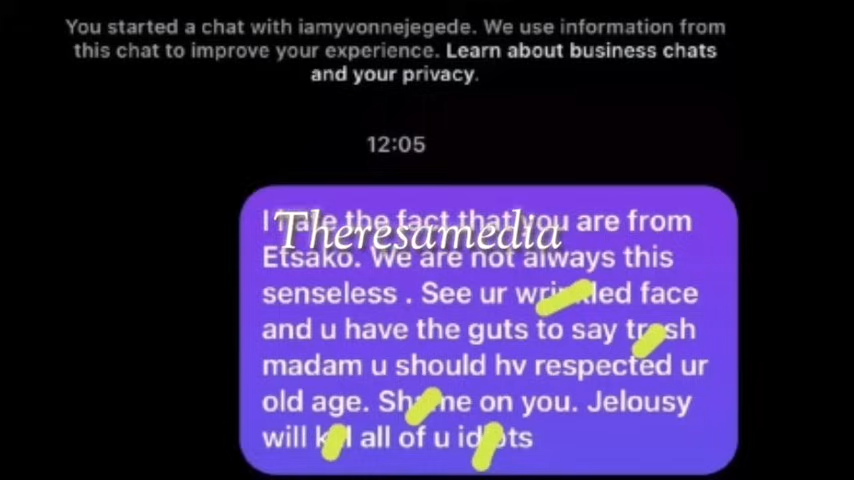 You started a chat with iamyvonnejegede. We use information from
this chat to improve your experience. Learn about business chats
and your privacy.
12:05
I hate the fact that you are from
Theresamedia
Etsako. We are not always this
senseless . See ur wrinkled face
and u have the guts to say trash
madam u should hv respected ur
old age. Shame on you. Jelousy
will kill all of u idiots